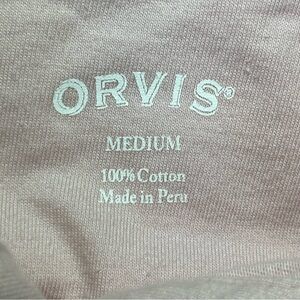 ORVIS®
MEDIUM
100% Cotton
Made in Peru